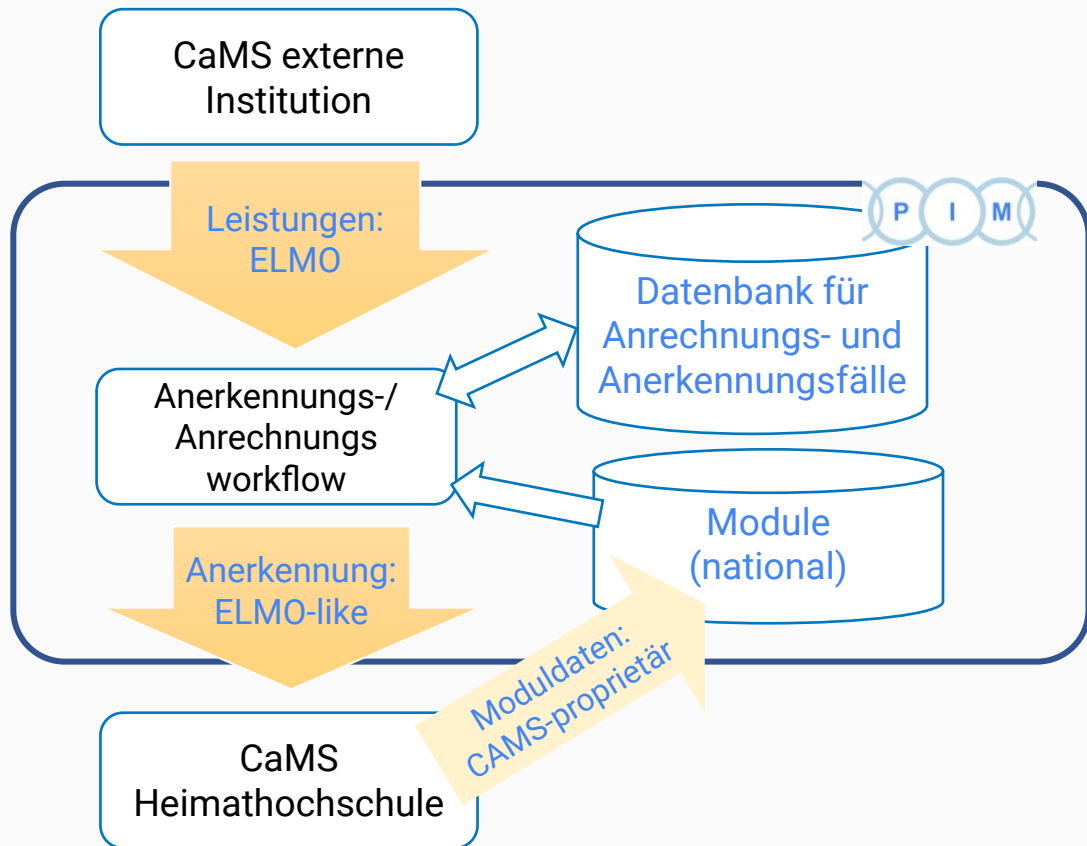 CaMS externe
Institution
P I M
Leistungen:
ELMO
Datenbank für
Anrechnungs- und
Anerkennungsfälle
Anerkennungs-/
Anrechnungs
workflow
Module
(national)
Anerkennung:
ELMO-like
Moduldaten:
CAMS-proprietär
CaMS
Heimathochschule